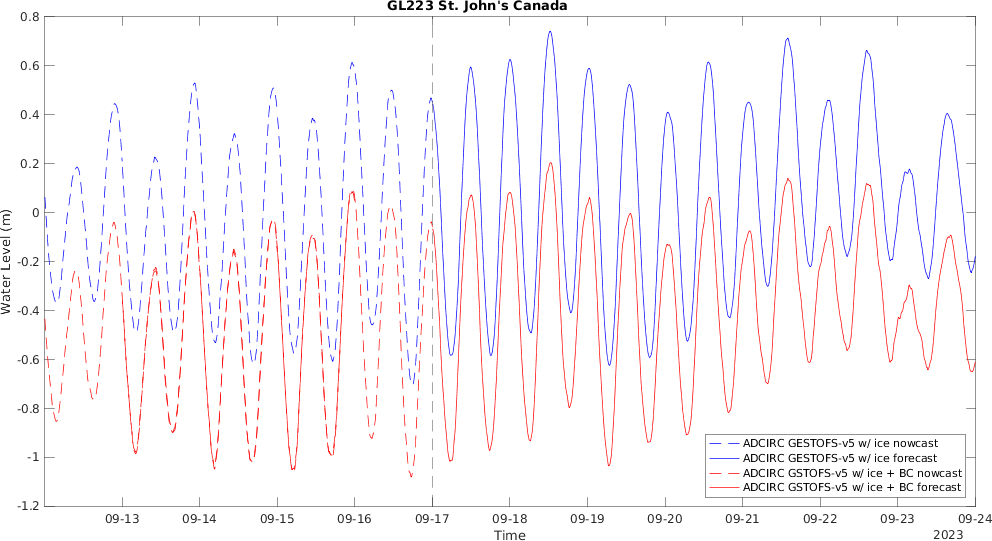 GL223 St. John's Canada
0.8
0.6
0.4
0.2
0
-0.2
-0.4
-0.6
-0.8
-1
-1.2
Water Level (m)
ADCIRC GESTOFS-v5 w/ ice nowcast
ADCIRC GESTOFS-v5 w/ ice forecast
ADCIRC GSTOFS-v5 w/ ice + BC nowcast
ADCIRC GSTOFS-v5 w/ ice + BC forecast
09-13 09-14 09-15 09-16 09-17 09-18 09-19 09-20 09-21 09-22 09-23 09-24
Time
2023